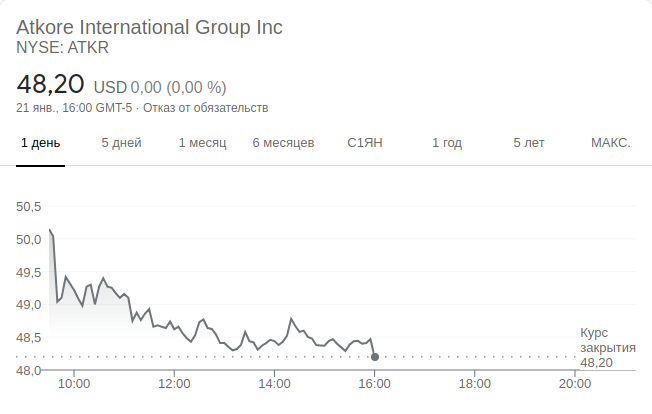 Atkore International Group Inc
NYSE: ATKR
48,20 USD 0,00 (0,00 %)
21 янв., 16:00 GMT-5 · Отказ от обязательств
1 день 5 дней 1 месяц 6 месяцев С1ЯН 1 год 5 лет МАКС.
50,5
50,0
49,5
49,0
48,5
48,0
Курс
закрытия
48,20
10:00 12:00 14:00 16:00 18:00 20:00